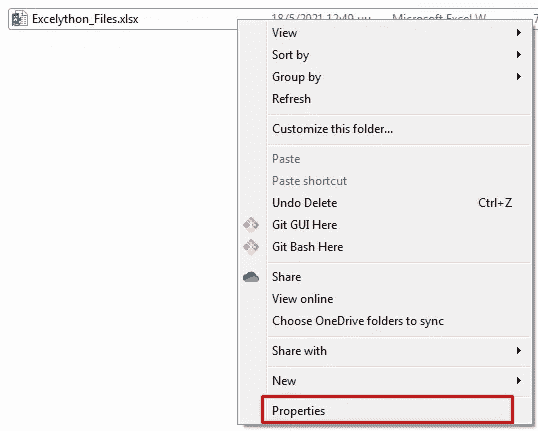 Excelython_Files.xlsx 18/5/2021 12:49 μμ Microsoft Excel W...
View
Sort by
Group by
Refresh
Customize this folder...
Paste
Paste shortcut
Undo Delete Ctrl+Z
Git GUI Here
Git Bash Here
Share
View online
Choose OneDrive folders to sync
Share with
New
Properties